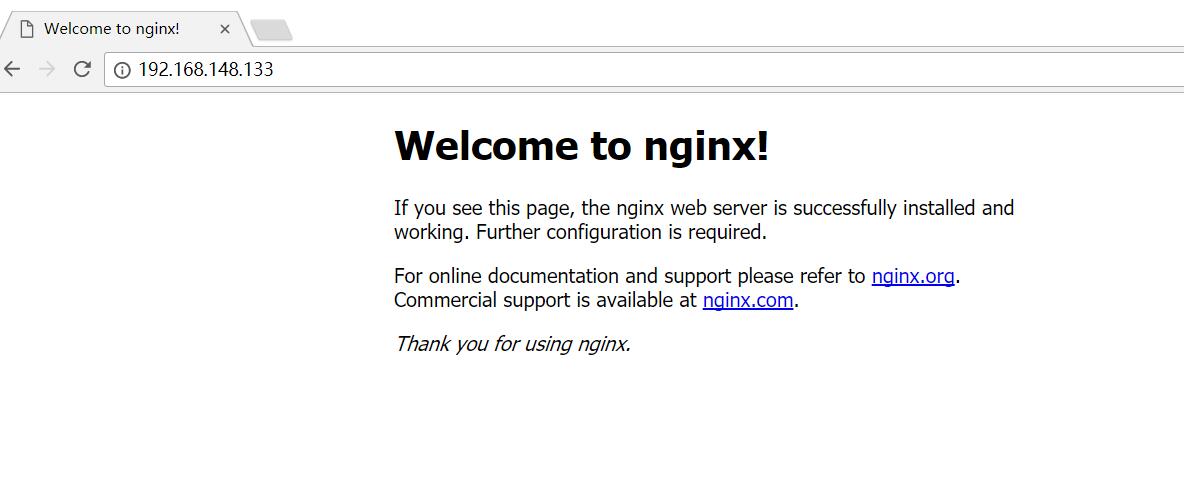 Welcome to nginx!
192.168.148.133
Welcome to nginx!
If you see this page, the nginx web server is successfully installed and
working. Further configuration is required.
For online documentation and support please refer to nginx.org.
Commercial support is available at nginx.com.
Thank you for using nginx.